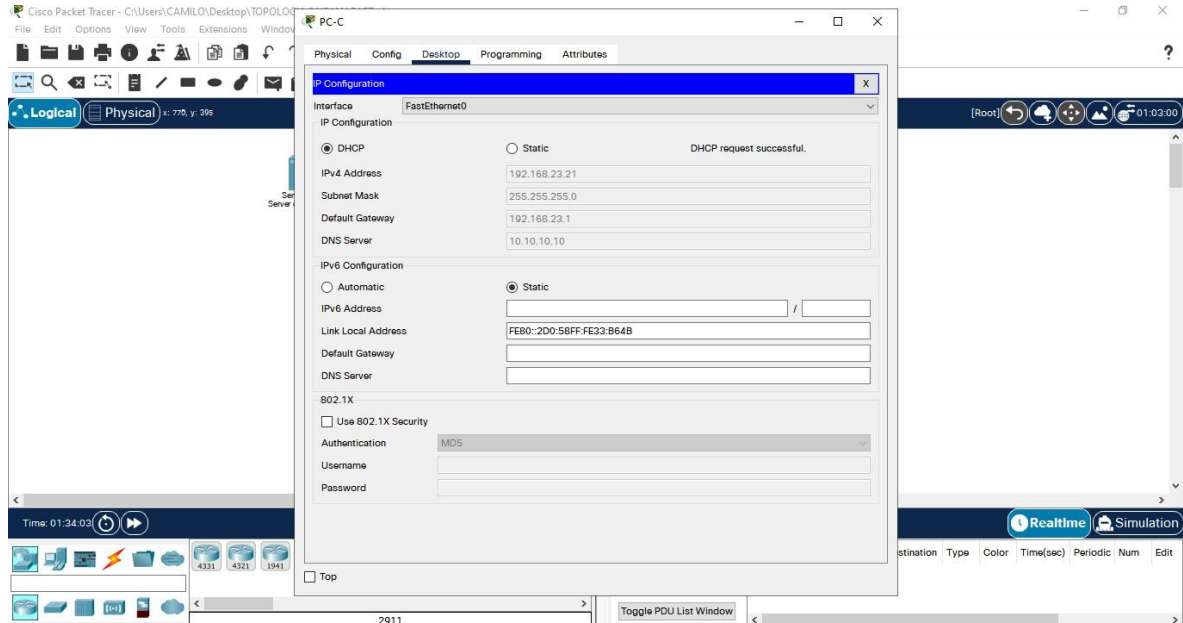 Cisco Packet Tracer - C:\Users\CAMILO\Desktop\TOPOLOG
File Edit Options View Tools Extensions Window
?
Logical Physical x: 770, y: 395
[Root] 01:03:00
Ser
Server
PC-C
Physical Config Desktop Programming Attributes
IP Configuration X
Interface FastEthernet0
IP Configuration
DHCP Static DHCP request successful.
IPv4 Address 192.168.23.21
Subnet Mask 255.255.255.0
Default Gateway 192.168.23.1
DNS Server 10.10.10.10
IPv6 Configuration
Automatic Static
IPv6 Address /
Link Local Address FE80::2D0:58FF:FE33:B64B
Default Gateway
DNS Server
802.1X
Use 802.1X Security
Authentication MD5
Username
Password
Top
Time: 01:34:03
Realtime Simulation
4331 4321 1941
stination Type Color Time(sec) Periodic Num Edit
2911
Toggle PDU List Window